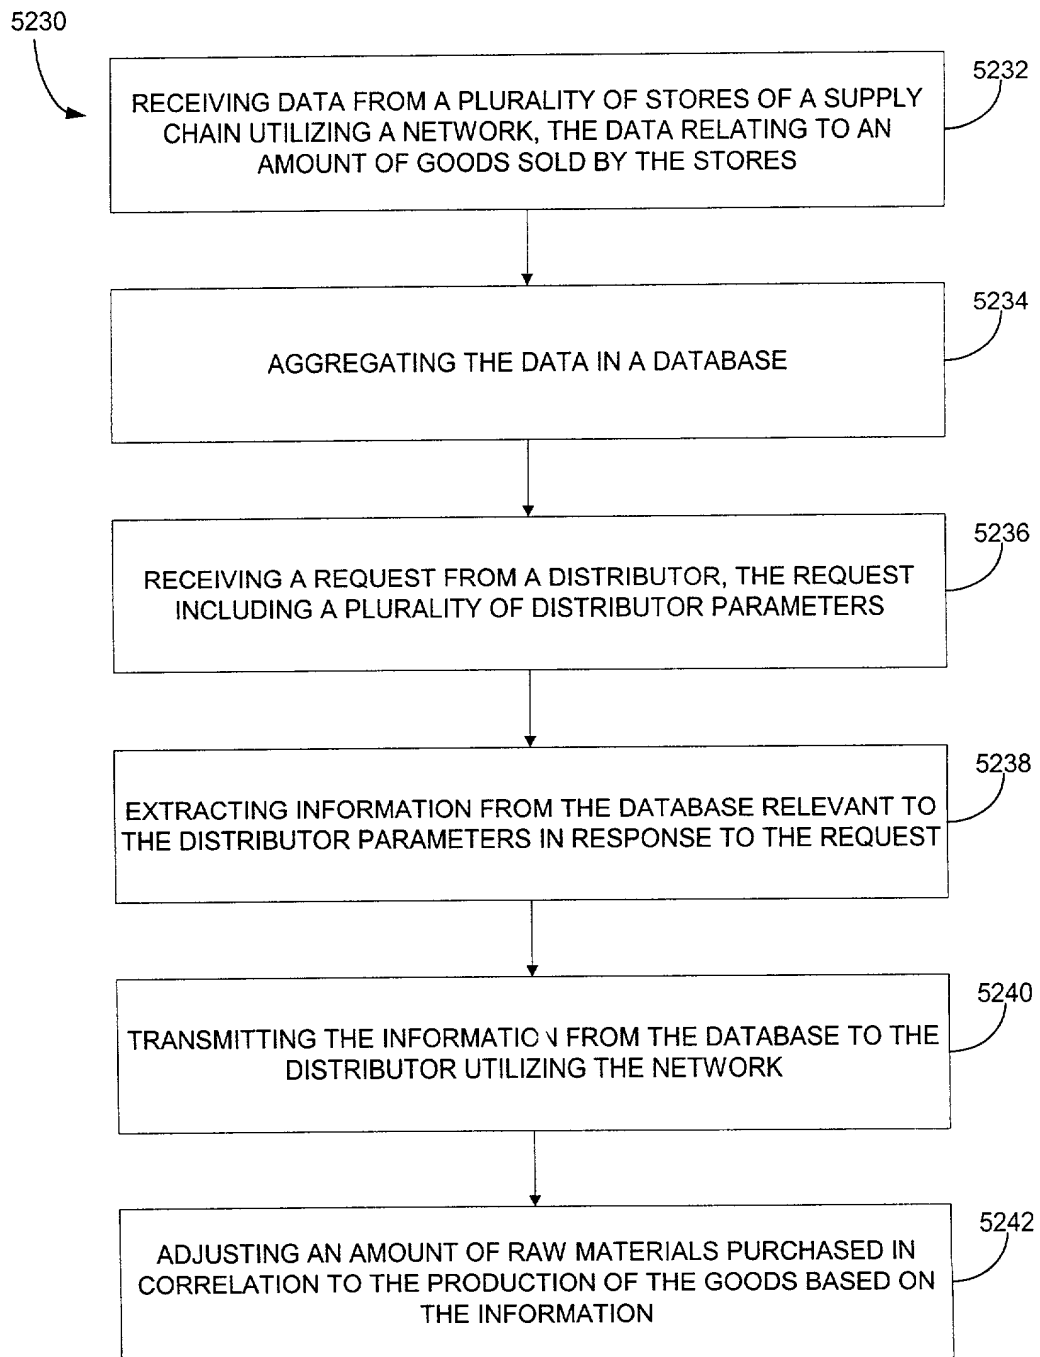 5230
5232
RECEIVING DATA FROM A PLURALITY OF STORES OF A SUPPLY
CHAIN UTILIZING A NETWORK, THE DATA RELATING TO AN
AMOUNT OF GOODS SOLD BY THE STORES
5234
AGGREGATING THE DATA IN A DATABASE
5236
RECEIVING A REQUEST FROM A DISTRIBUTOR, THE REQUEST
INCLUDING A PLURALITY OF DISTRIBUTOR PARAMETERS
5238
EXTRACTING INFORMATION FROM THE DATABASE RELEVANT TO
THE DISTRIBUTOR PARAMETERS IN RESPONSE TO THE REQUEST
5240
TRANSMITTING THE INFORMATION FROM THE DATABASE TO THE
DISTRIBUTOR UTILIZING THE NETWORK
5242
ADJUSTING AN AMOUNT OF RAW MATERIALS PURCHASED IN
CORRELATION TO THE PRODUCTION OF THE GOODS BASED ON
THE INFORMATION